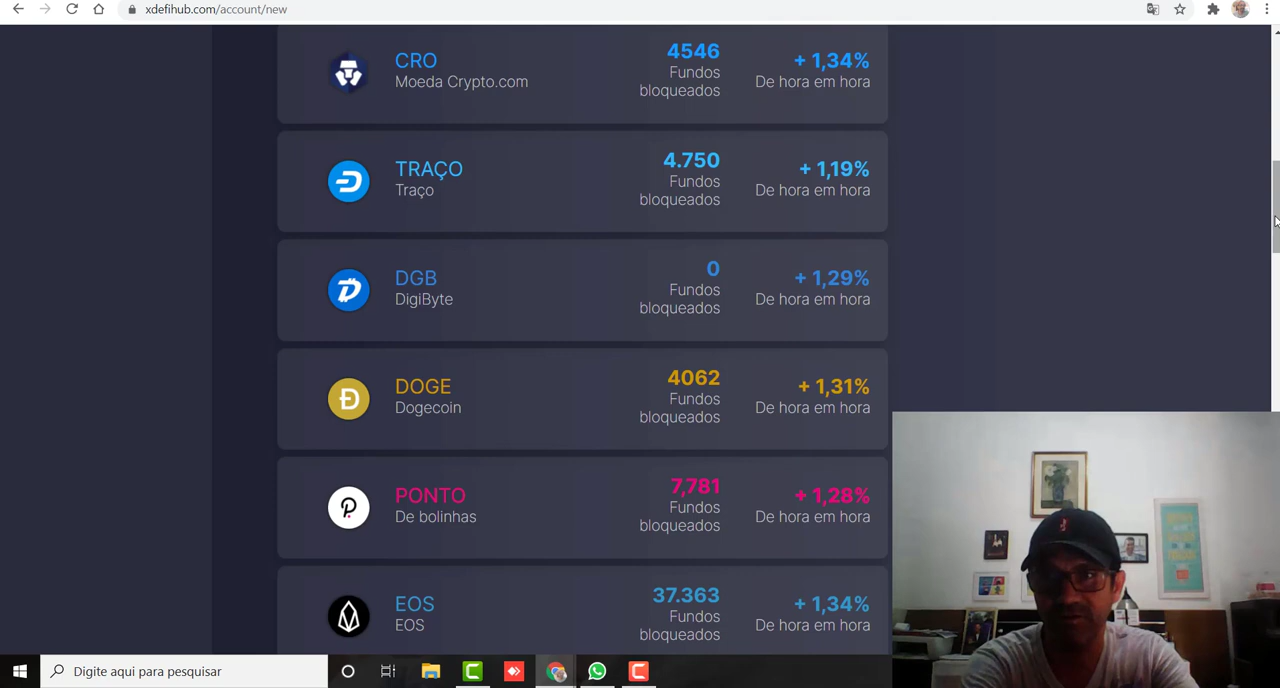 xdefihub.com/account/new
CRO
Moeda Crypto.com
4546
Fundos
bloqueados
+ 1,34%
De hora em hora
TRAÇO
Traço
4.750
Fundos
bloqueados
+ 1,19%
De hora em hora
DGB
DigiByte
0
Fundos
bloqueados
+ 1,29%
De hora em hora
DOGE
Dogecoin
4062
Fundos
bloqueados
+ 1,31%
De hora em hora
PONTO
De bolinhas
7,781
Fundos
bloqueados
+ 1,28%
De hora em hora
EOS
EOS
37.363
Fundos
bloqueados
+ 1,34%
De hora em hora
Digite aqui para pesquisar